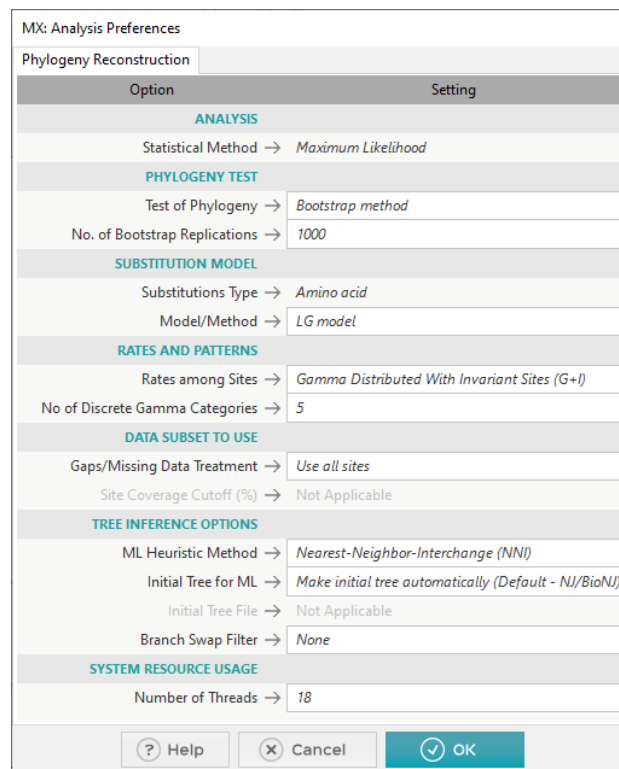 MX: Analysis Preferences
Phylogeny Reconstruction
Option Setting
ANALYSIS
Statistical Method → Maximum Likelihood
PHYLOGENY TEST
Test of Phylogeny → Bootstrap method
No. of Bootstrap Replications → 1000
SUBSTITUTION MODEL
Substitutions Type → Amino acid
Model/Method → LG model
RATES AND PATTERNS
Rates among Sites → Gamma Distributed With Invariant Sites (G+I)
No of Discrete Gamma Categories → 5
DATA SUBSET TO USE
Gaps/Missing Data Treatment → Use all sites
Site Coverage Cutoff (%) → Not Applicable
TREE INFERENCE OPTIONS
ML Heuristic Method → Nearest-Neighbor-Interchange (NNI)
Initial Tree for ML → Make initial tree automatically (Default - NJ/BioNJ)
Initial Tree File → Not Applicable
Branch Swap Filter → None
SYSTEM RESOURCE USAGE
Number of Threads → 18
? Help X Cancel ✓ OK